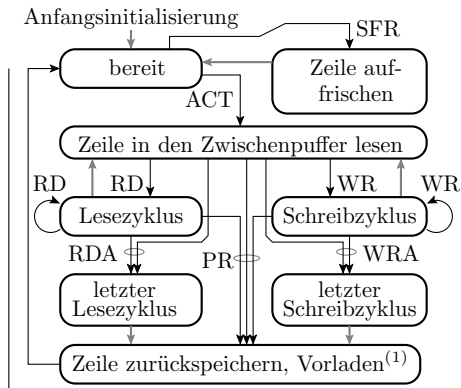 Anfangsinitialisierung
SFR
bereit
Zeile auf-
frischen
ACT
Zeile in den Zwischenpuffer lesen
RD
RD
WR
WR
Lesezyklus
Schreibzyklus
RDA
PR
WRA
letzter
Lesezyklus
letzter
Schreibzyklus
Zeile zurückspeichern, Vorladen(1)